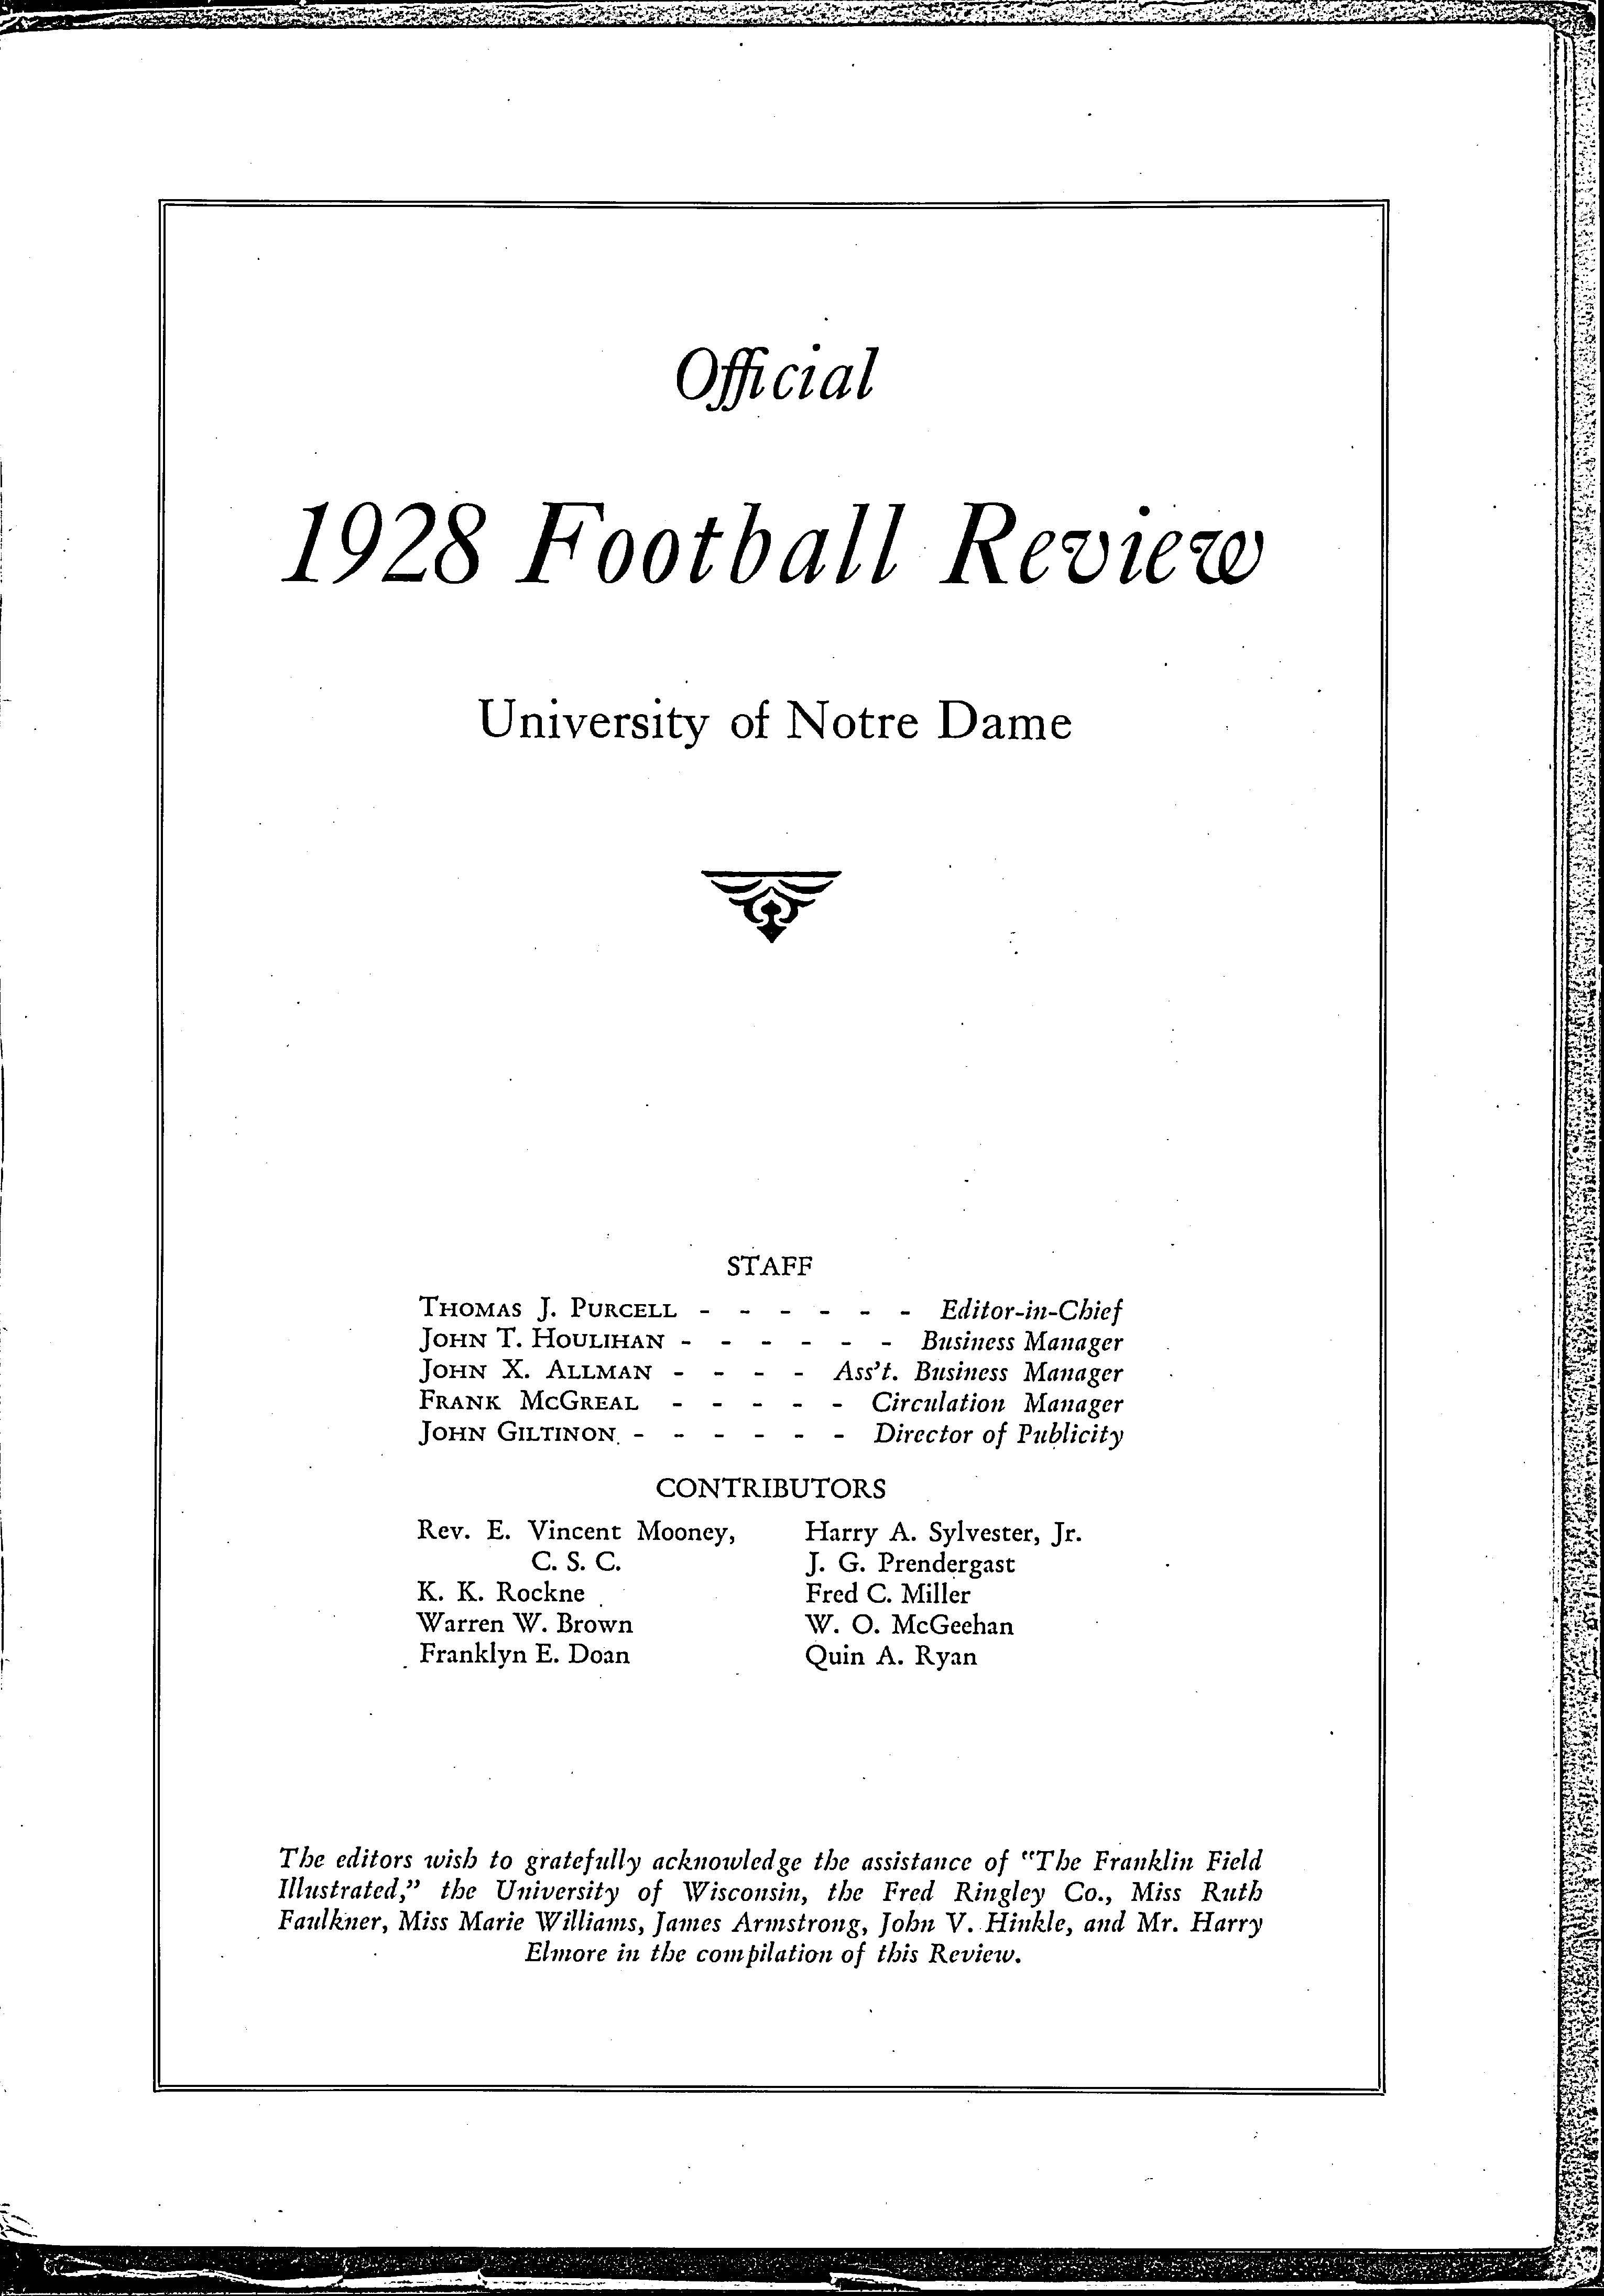 Official
1928 Football Review
University of Notre Dame
STAFF
THOMAS J. PURCELL - - - - - - Editor-in-Chief
JOHN T. HOULIHAN - - - - - - Business Manager
JOHN X. ALLMAN - - - - Ass't. Business Manager
FRANK MCGREAL - - - - - Circulation Manager
JOHN GILTINON - - - - - - Director of Publicity
CONTRIBUTORS
Rev. E. Vincent Mooney,
C. S. C.
K. K. Rockne
Warren W. Brown
Franklyn E. Doan
Harry A. Sylvester, Jr.
J. G. Prendergast
Fred C. Miller
W. O. McGeehan
Quin A. Ryan
The editors wish to gratefully acknowledge the assistance of "The Franklin Field
Illustrated," the University of Wisconsin, the Fred Ringley Co., Miss Ruth
Faulkner, Miss Marie Williams, James Armstrong, John V. Hinkle, and Mr. Harry
Elmore in the compilation of this Review.